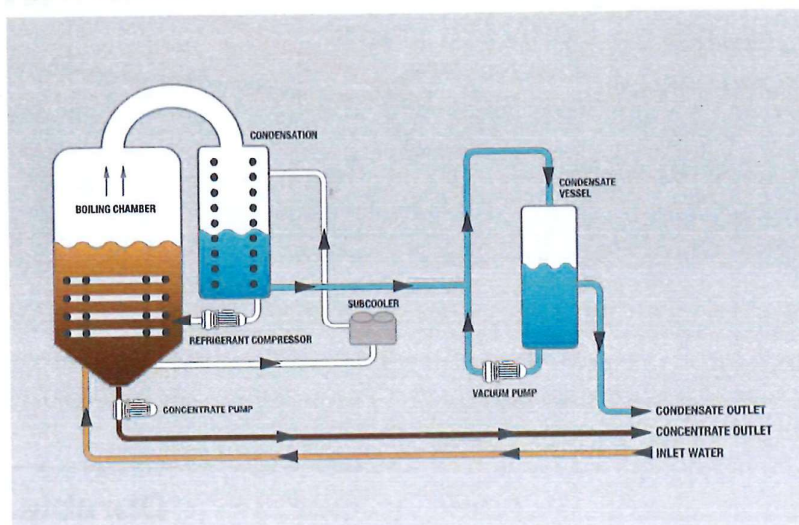 CONDENSATION
BOILING CHAMBER
CONDENSATE
VESSEL
SUBCOOLER
REFRIGERANT COMPRESSOR
VACUUM PUMP
CONCENTRATE PUMP
CONDENSATE OUTLET
CONCENTRATE OUTLET
INLET WATER